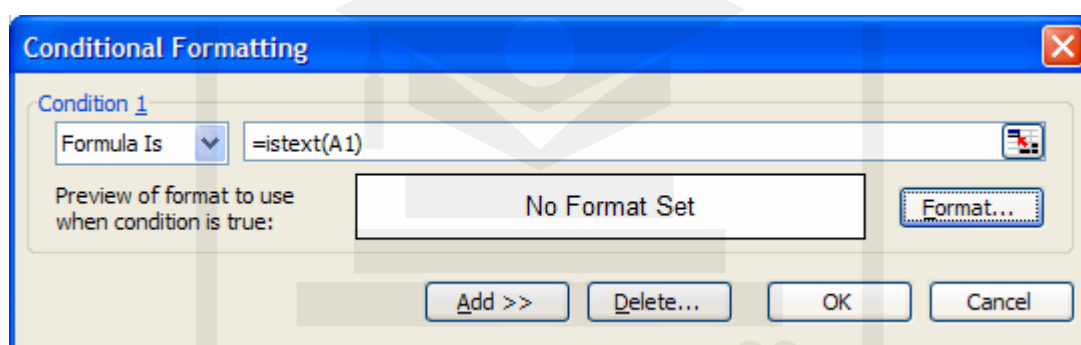 Conditional Formatting
Condition 1
Formula Is =istext(A1)
Preview of format to use
when condition is true:
No Format Set
Format...
Add >> Delete... OK Cancel